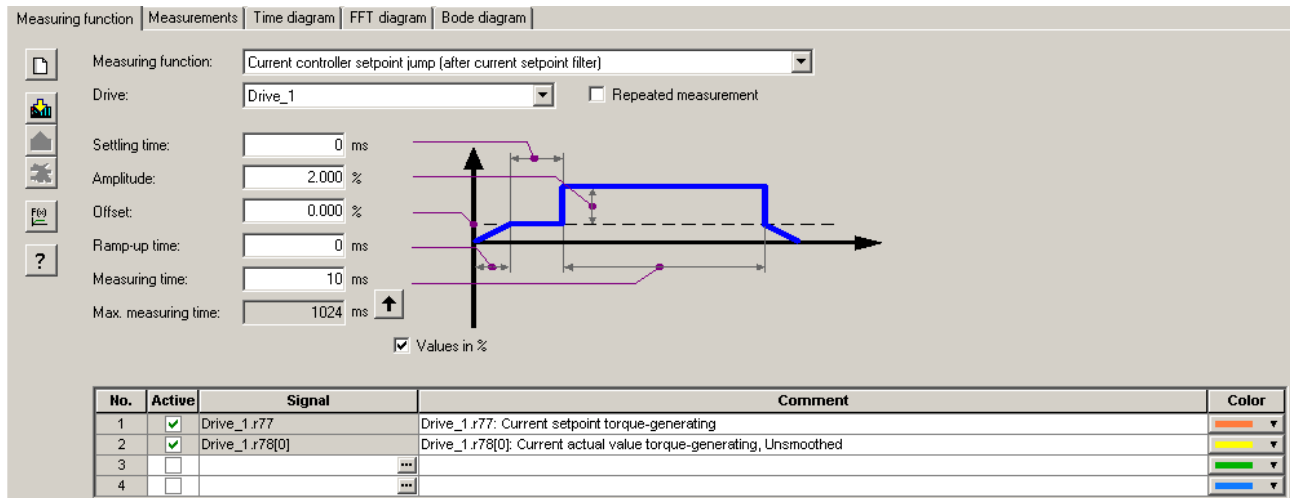 Measuring function Measurements Time diagram FFT diagram Bode diagram
Measuring function: Current controller setpoint jump (after current setpoint filter)
Drive: Drive_1 Repeated measurement
Settling time: 0 ms
Amplitude: 2.000 %
Offset: 0.000 %
F(x)
Ramp-up time: 0 ms
?
Measuring time: 10 ms
Max. measuring time: 1024 ms
Values in %
No. Active Signal Comment Color
1 Drive_1.r77 Drive_1.r77: Current setpoint torque-generating
2 Drive_1.r78[0] Drive_1.r78[0]: Current actual value torque-generating, Unsmoothed
3 ...
4 ...